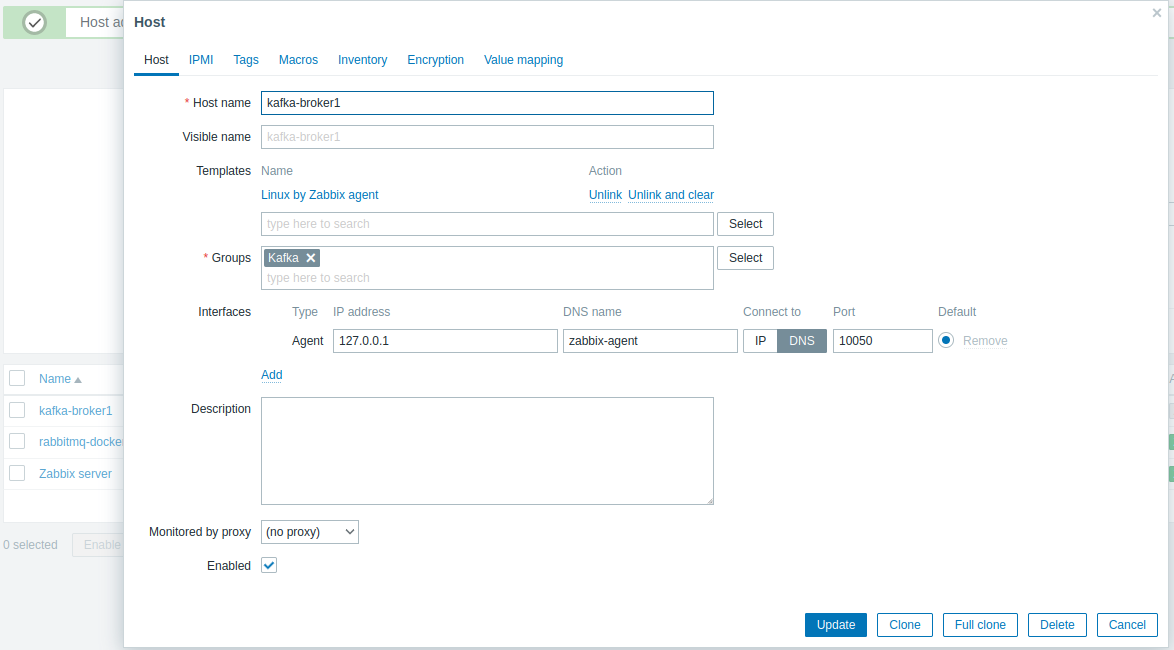 Host
Host
IPMI
Tags
Macros
Inventory
Encryption
Value mapping
* Host name
kafka-broker1
Visible name
kafka-broker1
Templates
Name
Action
Linux by Zabbix agent
Unlink
Unlink and clear
type here to search
Select
* Groups
Kafka
type here to search
Select
Interfaces
Type
IP address
DNS name
Connect to
Port
Default
Agent
127.0.0.1
zabbix-agent
IP
DNS
10050
Remove
Add
Description
Monitored by proxy
(no proxy)
Enabled
Update
Clone
Full clone
Delete
Cancel
Host
Name
kafka-broker1
rabbitmq-docke
Zabbix server
0 selected
Enable